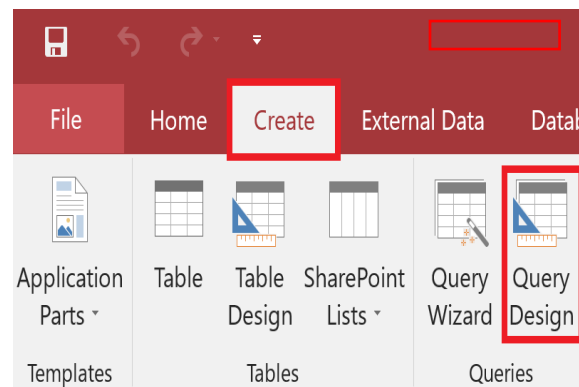 File Home Create External Data Datab
Application Parts Table Table Design SharePoint Lists Query Wizard Query Design
Templates Tables Queries